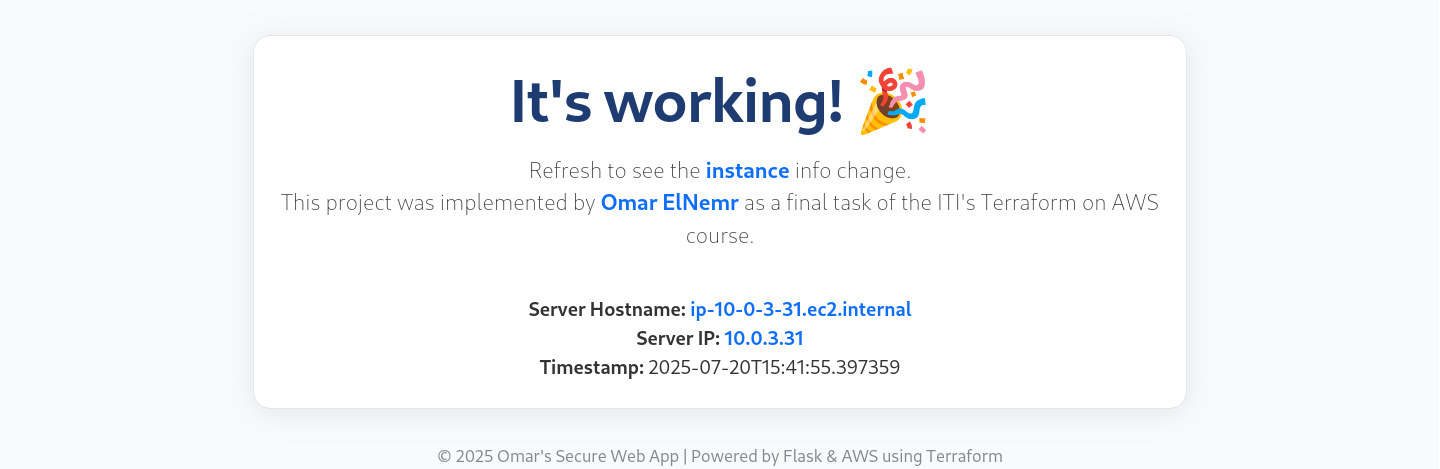 It's working! 🎉
Refresh to see the instance info change.
This project was implemented by Omar ElNemr as a final task of the ITI's Terraform on AWS
course.
Server Hostname: ip-10-0-3-31.ec2.internal
Server IP: 10.0.3.31
Timestamp: 2025-07-20T15:41:55.397359
© 2025 Omar's Secure Web App | Powered by Flask & AWS using Terraform